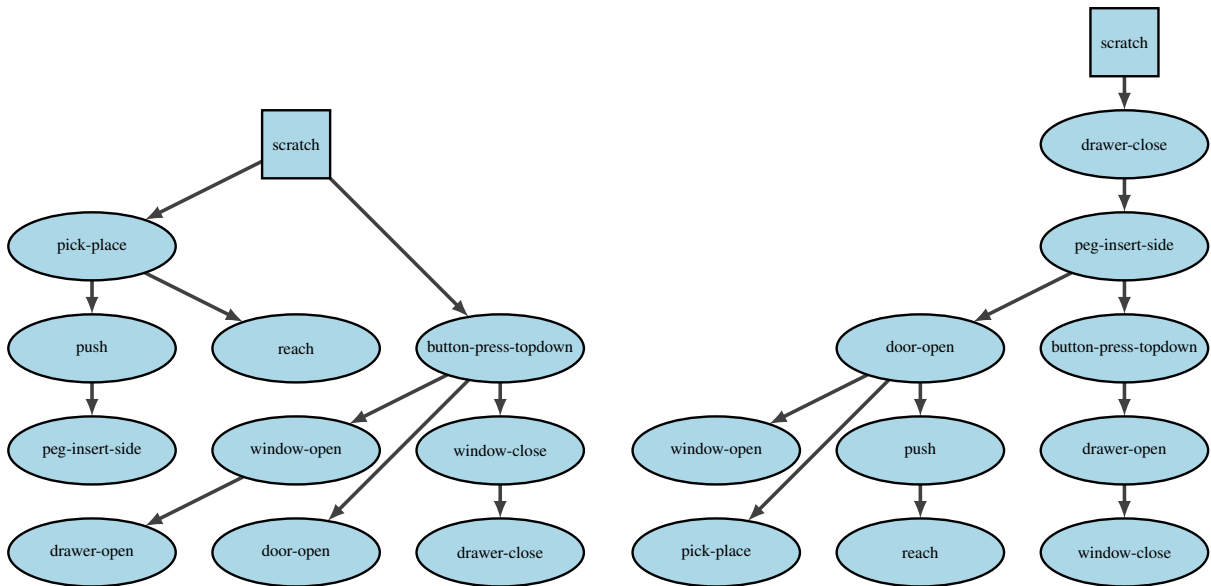 scratch
pick-place
push
reach
button-press-topdown
peg-insert-side
window-open
window-close
drawer-open
door-open
drawer-close
scratch
drawer-close
peg-insert-side
door-open
button-press-topdown
window-open
push
drawer-open
pick-place
reach
window-close